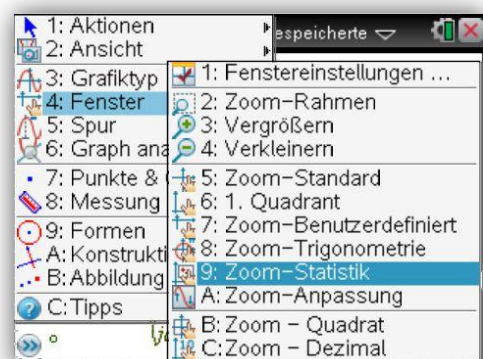 1: Aktionen
2: Ansicht
3: Grafiktyp
4: Fenster
5: Spur
6: Graph ana
7: Punkte &
8: Messung
9: Formen
A: Konstrukti
B: Abbildung
C: Tipps
espeicherte
1: Fenstereinstellungen ...
2: Zoom-Rahmen
3: Vergrößern
4: Verkleinern
5: Zoom-Standard
6: 1. Quadrant
7: Zoom-Benutzerdefiniert
8: Zoom-Trigonometrie
9: Zoom-Statistik
A: Zoom-Anpassung
B: Zoom - Quadrat
C: Zoom - Dezimal